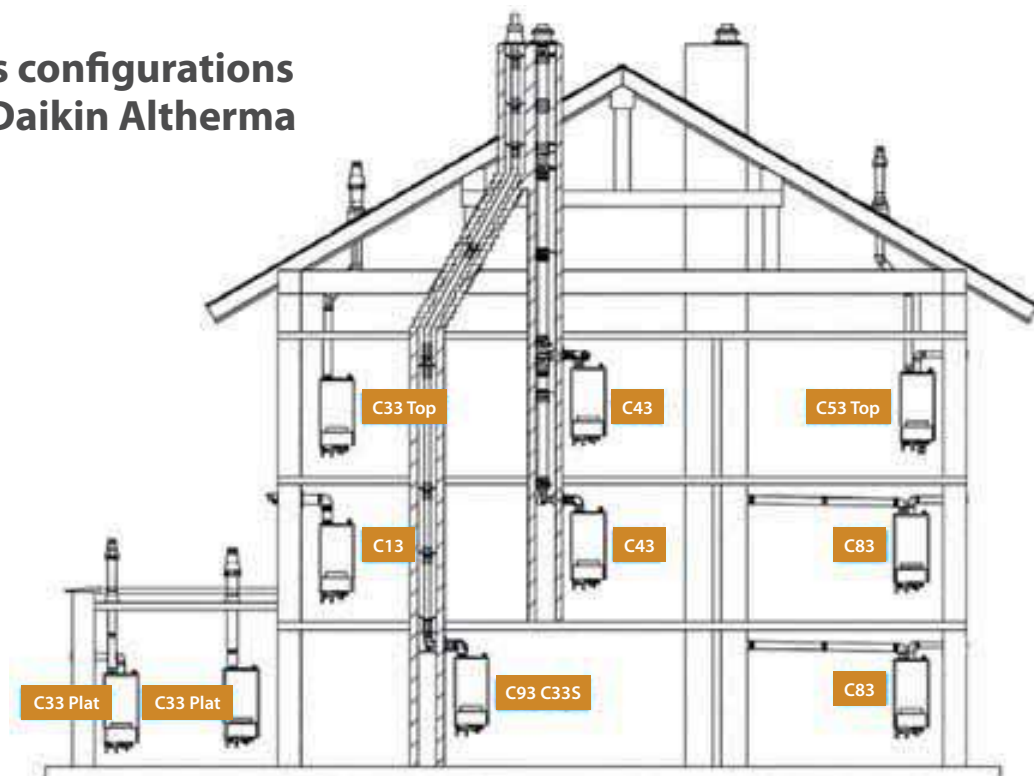 s configurations
Daikin Altherma
C33 Top
C43
C53 Top
C13
C43
C83
C33 Plat
C33 Plat
C93 C33S
C83